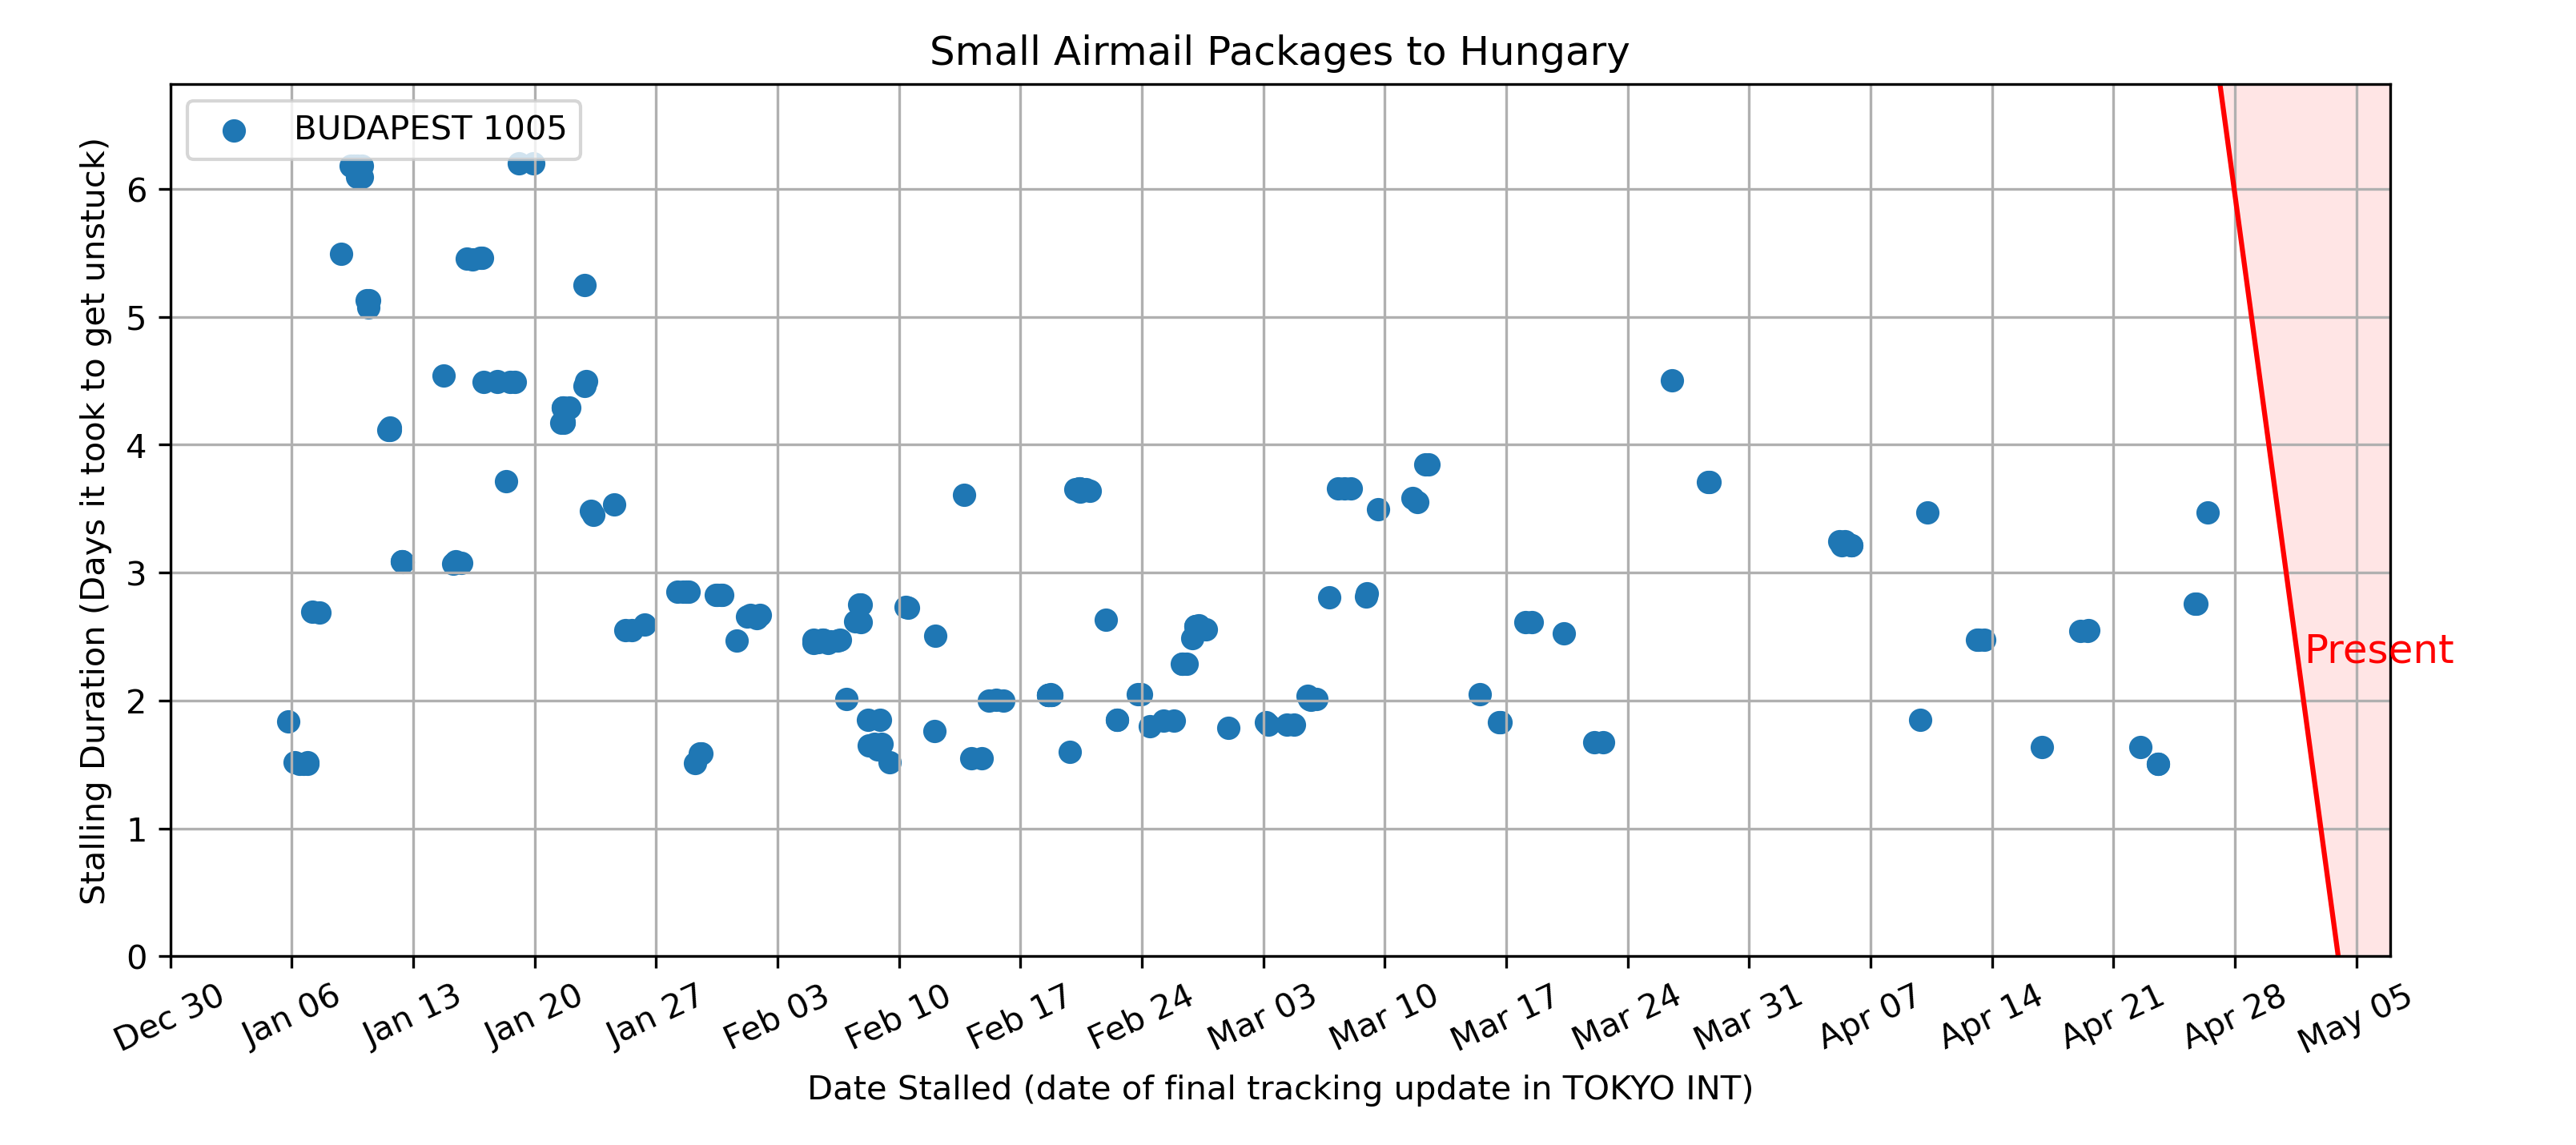 Small Airmail Packages to Hungary
BUDAPEST 1005
Stalling Duration (Days it took to get unstuck)
6
5
4
3
2
1
0
Present
Dec 30 Jan 06 Jan 13 Jan 20 Jan 27 Feb 03 Feb 10 Feb 17 Feb 24 Mar 03 Mar 10 Mar 17 Mar 24 Mar 31 Apr 07 Apr 14 Apr 21 Apr 28 May 05
Date Stalled (date of final tracking update in TOKYO INT)